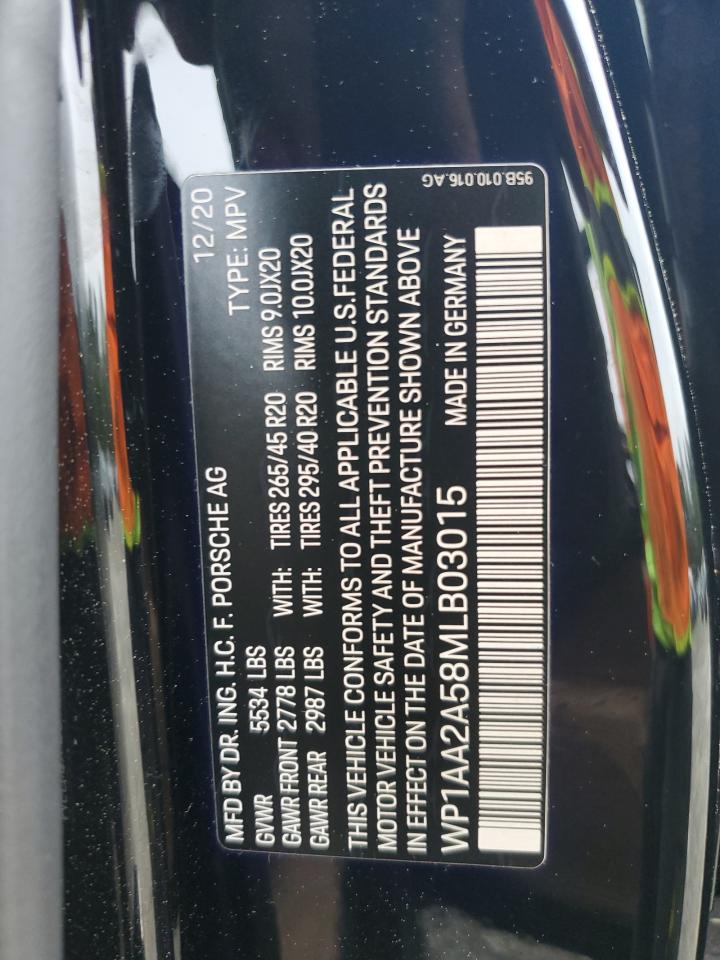 MFD BY DR. ING. H.C. F. PORSCHE AG 12/20
GVWR 5534 LBS TYPE: MPV
GAWR FRONT 2778 LBS WITH: TIRES 265/45 R20 RIMS 9.0JX20
GAWR REAR 2987 LBS WITH: TIRES 295/40 R20 RIMS 10.0JX20
THIS VEHICLE CONFORMS TO ALL APPLICABLE U.S.FEDERAL
MOTOR VEHICLE SAFETY AND THEFT PREVENTION STANDARDS
IN EFFECT ON THE DATE OF MANUFACTURE SHOWN ABOVE
WP1AA2A58MLB03015 MADE IN GERMANY
95B.010.016.AG